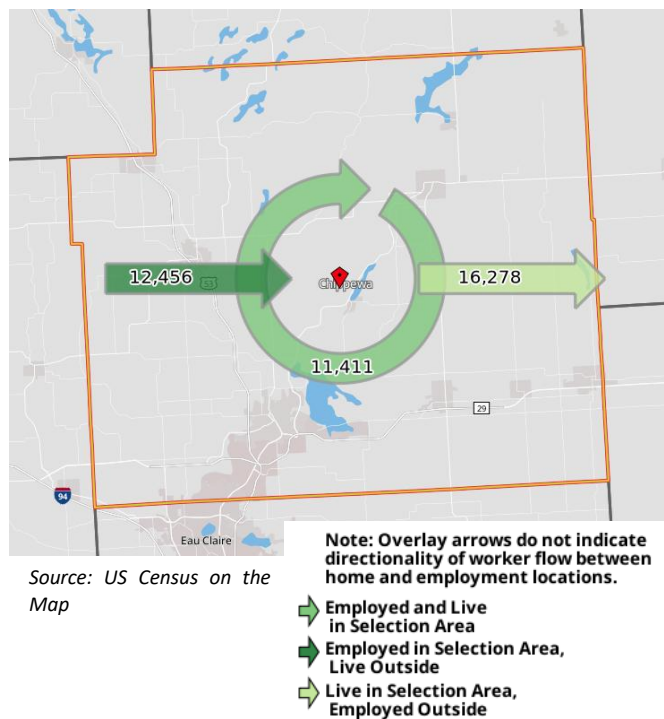 12,456
16,278
53
Chippewa
11,411
29
94
Eau Claire
Source: US Census on the
Map
Note: Overlay arrows do not indicate
directionality of worker flow between
home and employment locations.
Employed and Live
in Selection Area
Employed in Selection Area,
Live Outside
Live in Selection Area,
Employed Outside